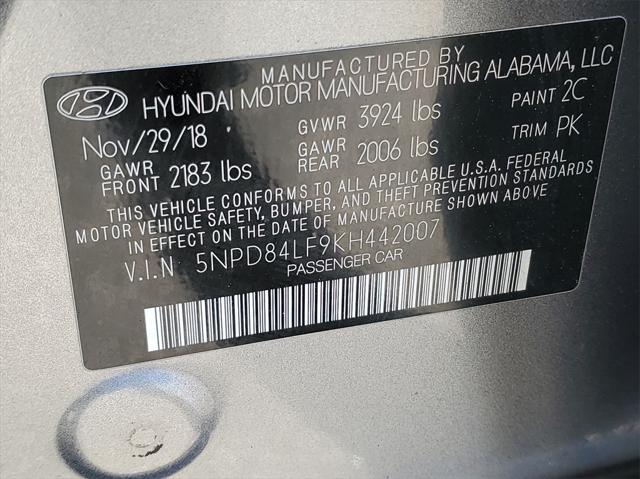 MANUFACTURED BY
HYUNDAI MOTOR MANUFACTURING ALABAMA, LLC
Nov/29/18 GVWR 3924 lbs PAINT 2C
GAWR FRONT 2183 lbs GAWR REAR 2006 lbs TRIM PK
THIS VEHICLE CONFORMS TO ALL APPLICABLE U.S.A. FEDERAL
MOTOR VEHICLE SAFETY, BUMPER, AND THEFT PREVENTION STANDARDS
IN EFFECT ON THE DATE OF MANUFACTURE SHOWN ABOVE
V.I.N 5NPD84LF9KH442007
PASSENGER CAR